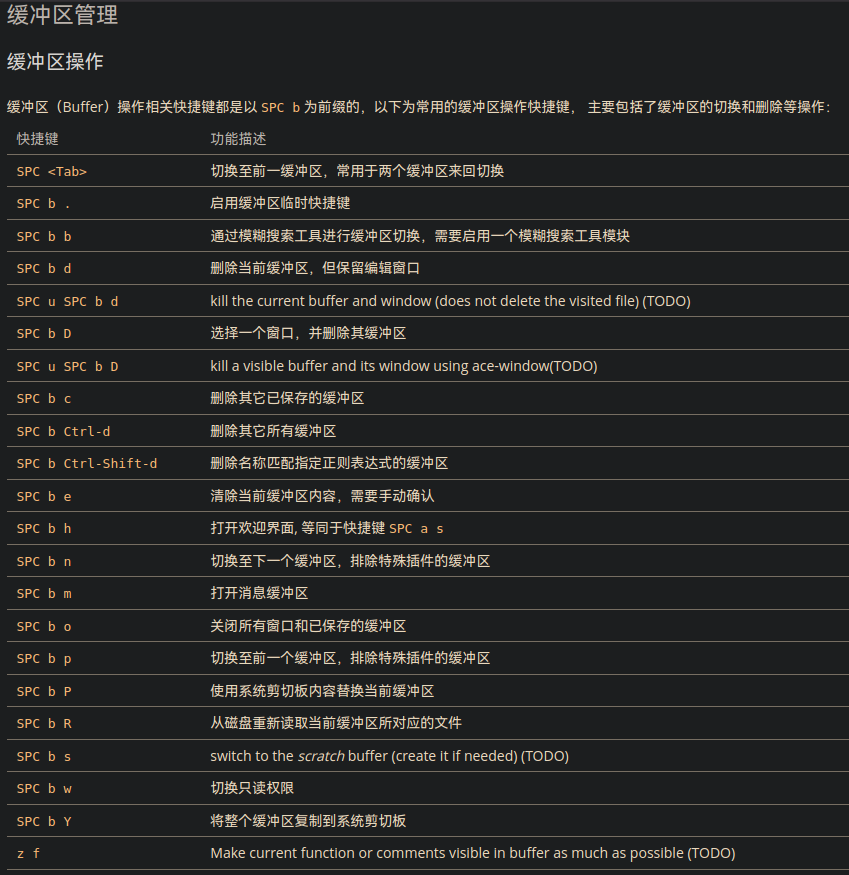 缓冲区管理
缓冲区操作
缓冲区（Buffer）操作相关快捷键都是以 SPC b 为前缀的，以下为常用的缓冲区操作快捷键， 主要包括了缓冲区的切换和删除等操作：
快捷键 功能描述
SPC <Tab> 切换至前一缓冲区，常用于两个缓冲区来回切换
SPC b . 启用缓冲区临时快捷键
SPC b b 通过模糊搜索工具进行缓冲区切换，需要启用一个模糊搜索工具模块
SPC b d 删除当前缓冲区，但保留编辑窗口
SPC u SPC b d kill the current buffer and window (does not delete the visited file) (TODO)
SPC b D 选择一个窗口，并删除其缓冲区
SPC u SPC b D kill a visible buffer and its window using ace-window(TODO)
SPC b c 删除其它已保存的缓冲区
SPC b Ctrl-d 删除其它所有缓冲区
SPC b Ctrl-Shift-d 删除名称匹配指定正则表达式的缓冲区
SPC b e 清除当前缓冲区内容，需要手动确认
SPC b h 打开欢迎界面, 等同于快捷键 SPC a s
SPC b n 切换至下一个缓冲区，排除特殊插件的缓冲区
SPC b m 打开消息缓冲区
SPC b o 关闭所有窗口和已保存的缓冲区
SPC b p 切换至前一个缓冲区，排除特殊插件的缓冲区
SPC b P 使用系统剪切板内容替换当前缓冲区
SPC b R 从磁盘重新读取当前缓冲区所对应的文件
SPC b s switch to the scratch buffer (create it if needed) (TODO)
SPC b w 切换只读权限
SPC b Y 将整个缓冲区复制到系统剪切板
z f Make current function or comments visible in buffer as much as possible (TODO)